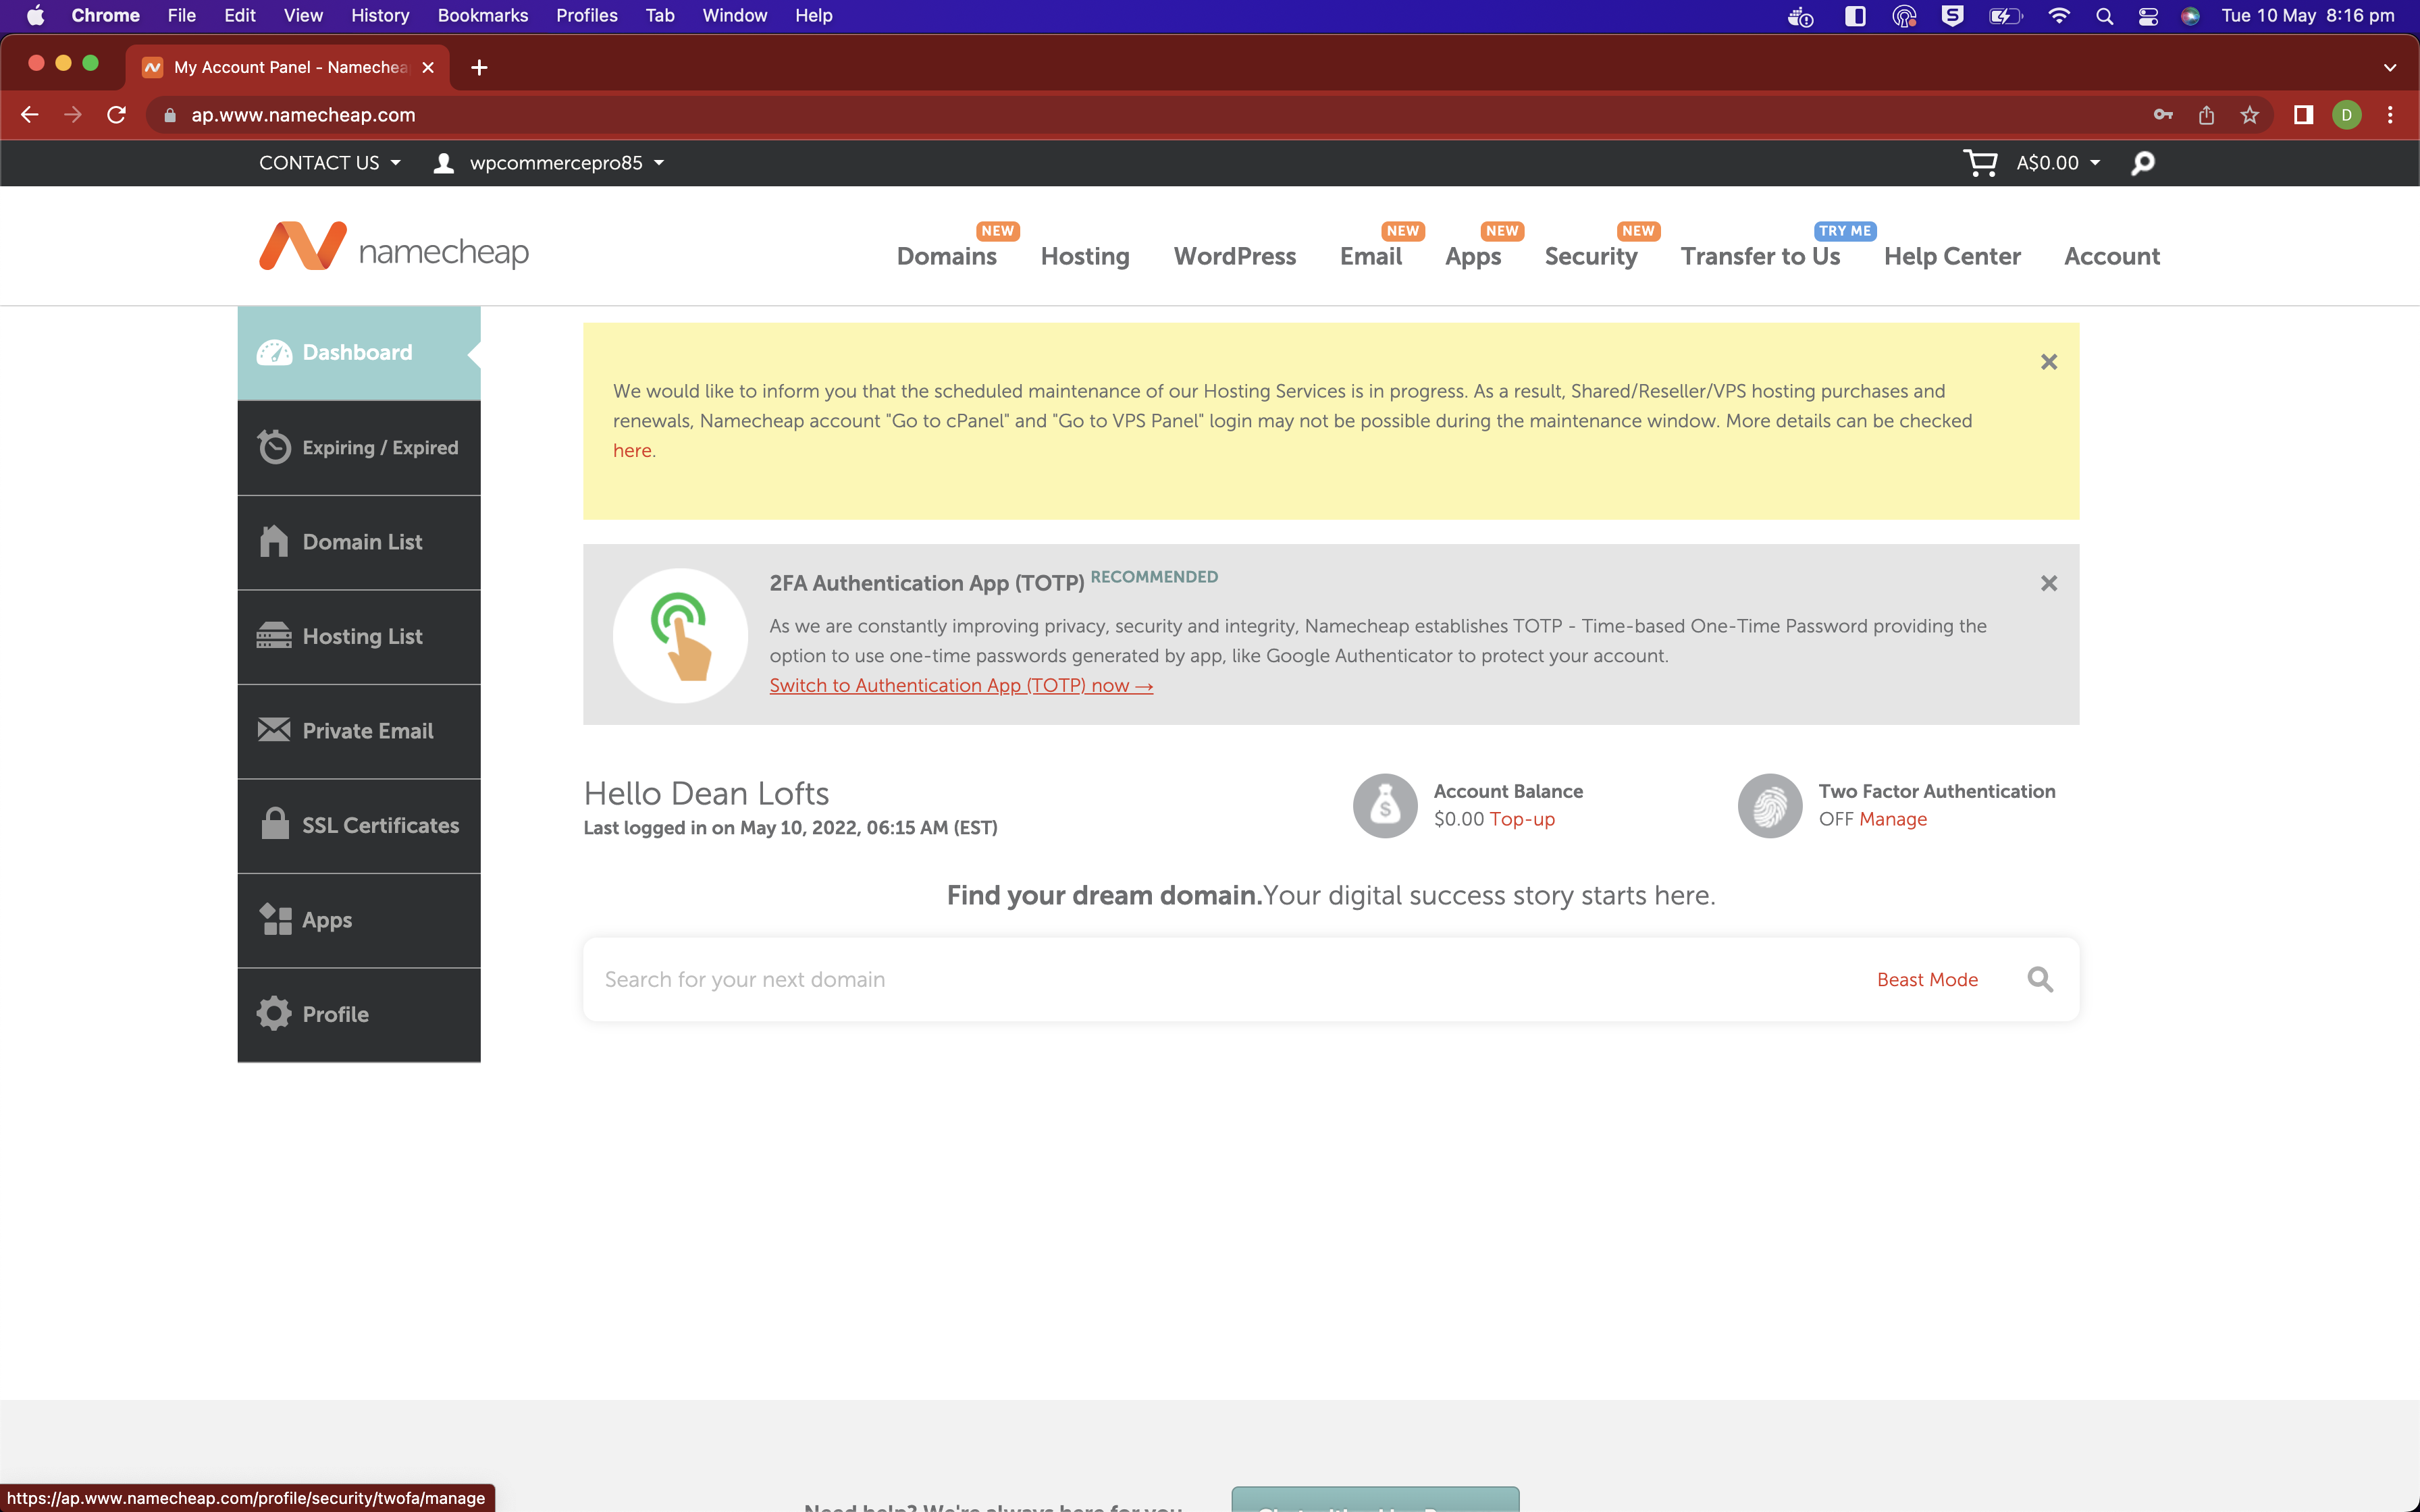 Chrome File Edit View History Bookmarks Profiles Tab Window Help
Tue 10 May 8:16 pm
My Account Panel - Namechea
ap.www.namecheap.com
D
CONTACT US
wpcommercepro85
A$0.00
namecheap
NEW
NEW
NEW
NEW
TRY ME
Domains Hosting WordPress Email Apps Security Transfer to Us Help Center Account
Dashboard
Expiring / Expired
Domain List
Hosting List
Private Email
SSL Certificates
Apps
Profile
We would like to inform you that the scheduled maintenance of our Hosting Services is in progress. As a result, Shared/Reseller/VPS hosting purchases and
renewals, Namecheap account "Go to cPanel" and "Go to VPS Panel" login may not be possible during the maintenance window. More details can be checked
here.
2FA Authentication App (TOTP) RECOMMENDED
As we are constantly improving privacy, security and integrity, Namecheap establishes TOTP - Time-based One-Time Password providing the
option to use one-time passwords generated by app, like Google Authenticator to protect your account.
Switch to Authentication App (TOTP) now →
Hello Dean Lofts
Last logged in on May 10, 2022, 06:15 AM (EST)
Account Balance
$0.00 Top-up
Two Factor Authentication
OFF Manage
Find your dream domain.Your digital success story starts here.
Search for your next domain
Beast Mode
Need help? We're always here for you
https://ap.www.namecheap.com/profile/security/twofa/manage